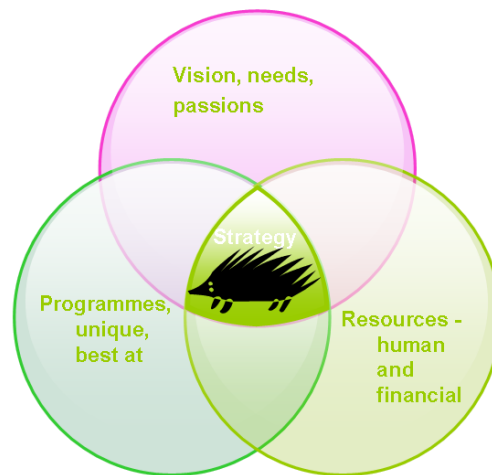 Vision, needs,
passions
Strategy
Programmes,
unique,
best at
Resources -
human
and
financial